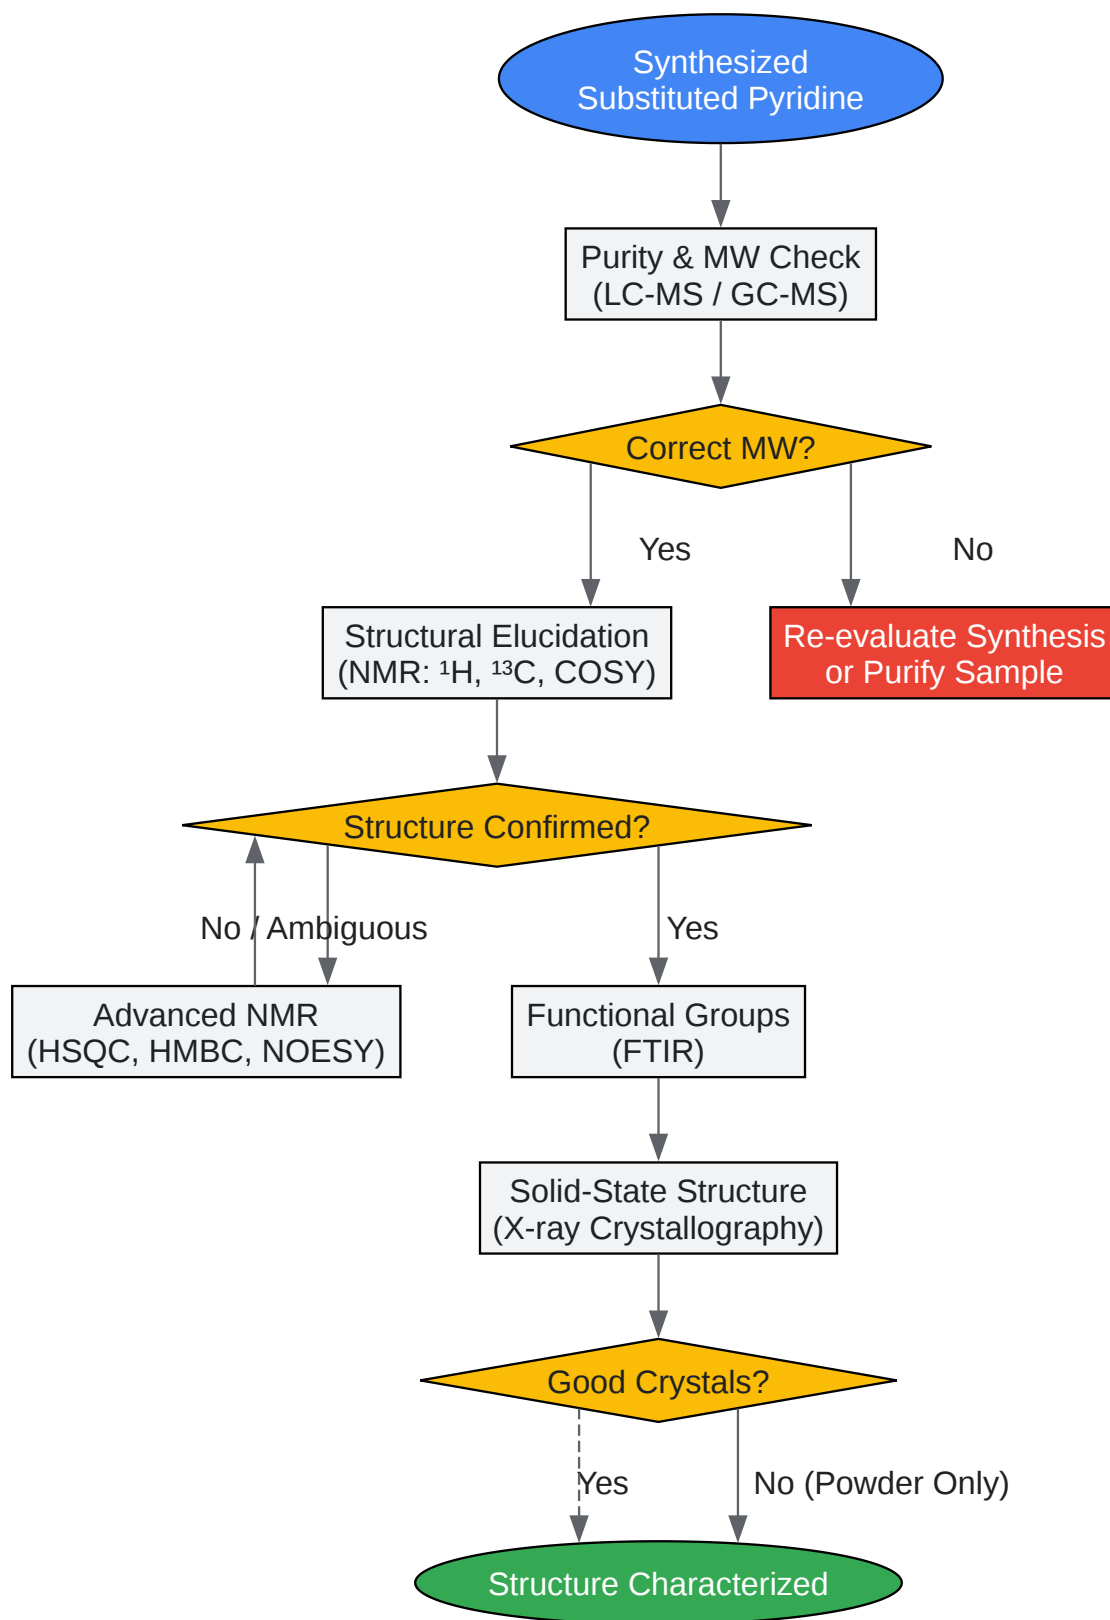 Synthesized
Substituted Pyridine
Purity & MW Check
(LC-MS / GC-MS)
Correct MW?
Yes
No
Structural Elucidation
(NMR: ¹H, ¹³C, COSY)
Re-evaluate Synthesis
or Purify Sample
Structure Confirmed?
No / Ambiguous
Yes
Advanced NMR
(HSQC, HMBC, NOESY)
Functional Groups
(FTIR)
Solid-State Structure
(X-ray Crystallography)
Good Crystals?
Yes
No (Powder Only)
Structure Characterized